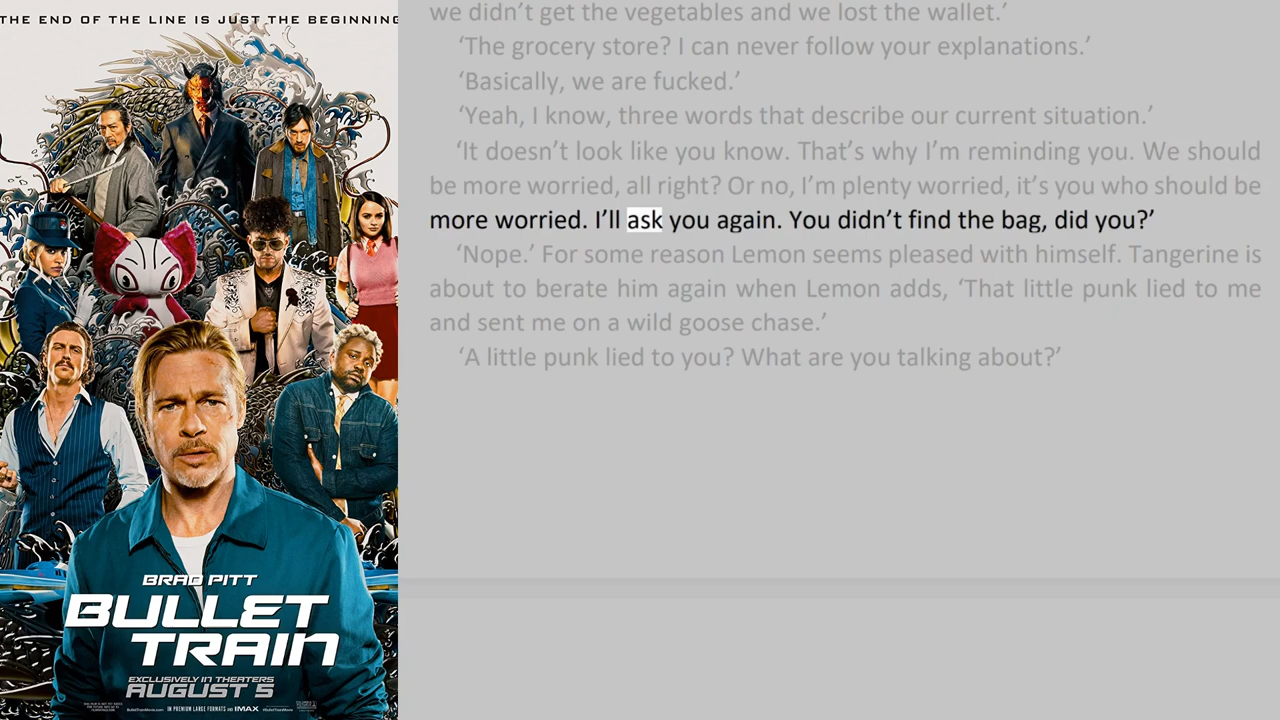 THE END OF THE LINE IS JUST THE BEGINNING
BRAD PITT
BULLET
TRAIN
EXCLUSIVELY IN THEATERS
AUGUST 5
BulletTrainMovie.com
IN PREMIUM LARGE FORMATS AND IMAX
#BulletTrainMovie
we didn’t get the vegetables and we lost the wallet.’
‘The grocery store? I can never follow your explanations.’
‘Basically, we are fucked.’
‘Yeah, I know, three words that describe our current situation.’
‘It doesn’t look like you know. That’s why I’m reminding you. We should
be more worried, all right? Or no, I’m plenty worried, it’s you who should be
more worried. I’ll ask you again. You didn’t find the bag, did you?’
‘Nope.’ For some reason Lemon seems pleased with himself. Tangerine is
about to berate him again when Lemon adds, ‘That little punk lied to me
and sent me on a wild goose chase.’
‘A little punk lied to you? What are you talking about?’